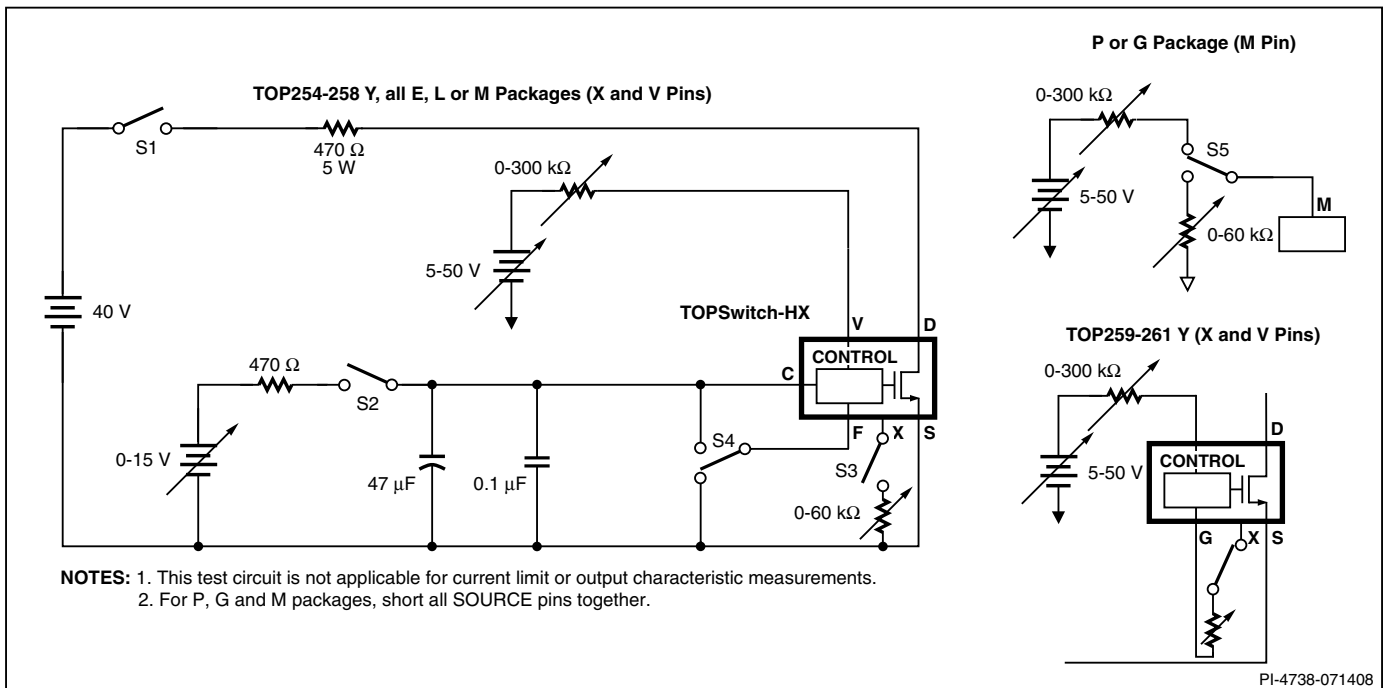 P or G Package (M Pin)
TOP254-258 Y, all E, L or M Packages (X and V Pins)
0-300 kΩ
S1
470 Ω
5 W
S5
0-300 kΩ
5-50 V
M
0-60 kΩ
5-50 V
40 V
TOPSwitch-HX
V
D
TOP259-261 Y (X and V Pins)
470 Ω
CONTROL
C
0-300 kΩ
S2
F
X
S
D
0-15 V
S4
S3
CONTROL
5-50 V
47 μF
0.1 μF
0-60 kΩ
G
X
S
NOTES: 1. This test circuit is not applicable for current limit or output characteristic measurements.
2. For P, G and M packages, short all SOURCE pins together.
PI-4738-071408